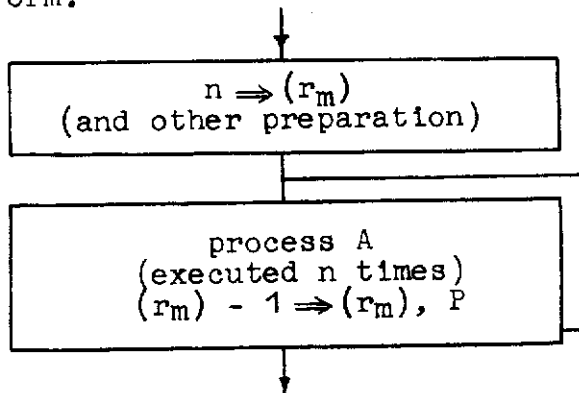 orm.
n ⇒ (rm)
(and other preparation)
process A
(executed n times)
(rm) - 1 ⇒ (rm), P